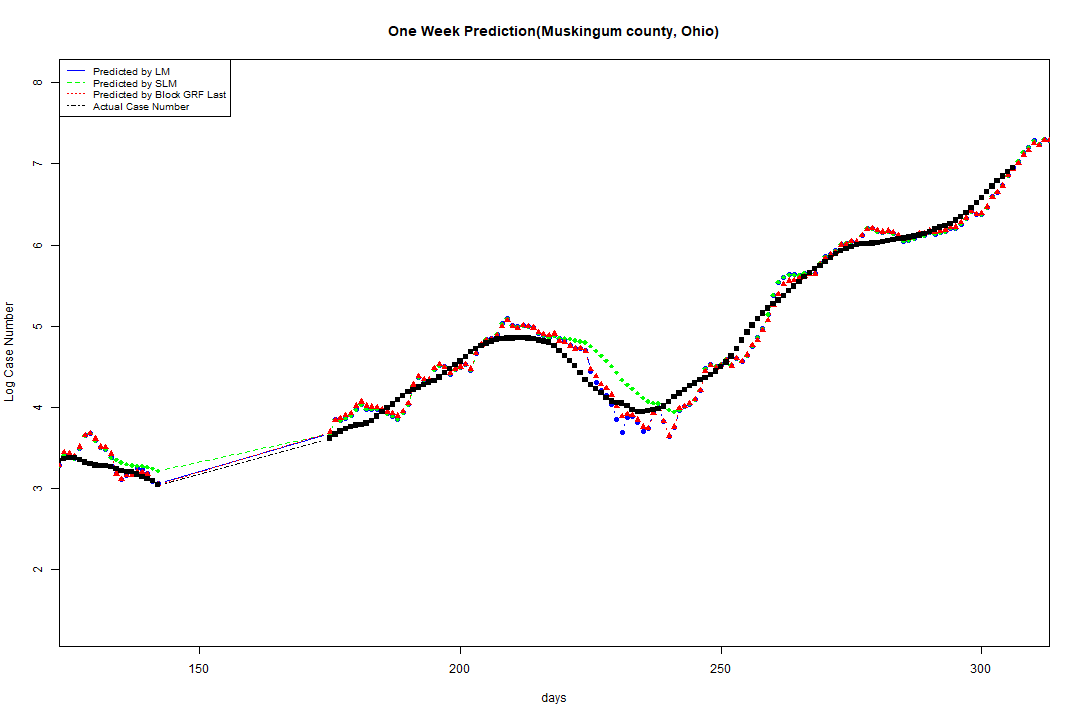 One Week Prediction(Muskingum county, Ohio)
Predicted by LM
Predicted by SLM
Predicted by Block GRF Last
Actual Case Number
8
7
6
5
4
3
2
Log Case Number
150
200
250
300
days